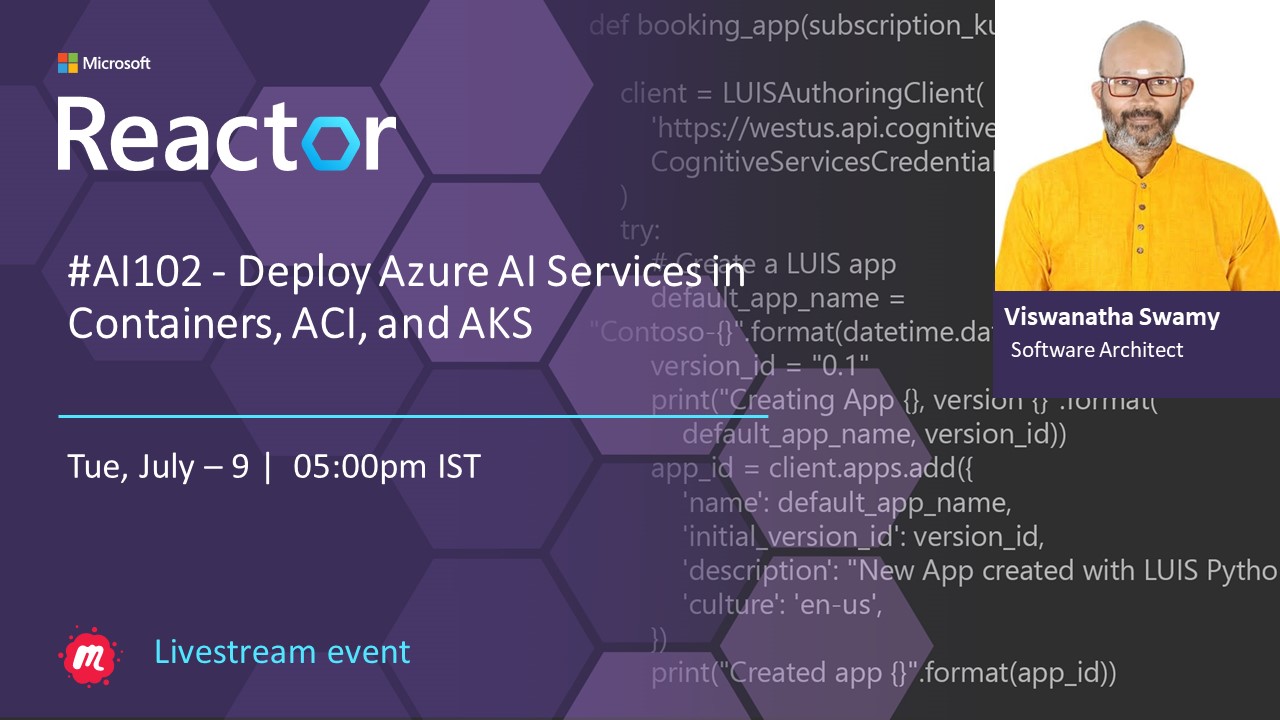 Microsoft
Reactor
#AI102 - Deploy Azure AI Services in
Containers, ACI, and AKS
Tue, July – 9 | 05:00pm IST
m
Livestream event
def booking_app(subscription_ku
client = LUISAuthoringClient(
'https://westus.api.cognitive
CognitiveServicesCredential
)
try:
# Create a LUIS app
default_app_name =
"Contoso-{}".format(datetime.dat
version_id = "0.1"
print("Creating App {}, version {}".format(
default_app_name, version_id))
app_id = client.apps.add({
'name': default_app_name,
'initial_version_id': version_id,
'description': "New App created with LUIS Pytho
'culture': 'en-us',
})
print("Created app {}".format(app_id))
Viswanatha Swamy
Software Architect